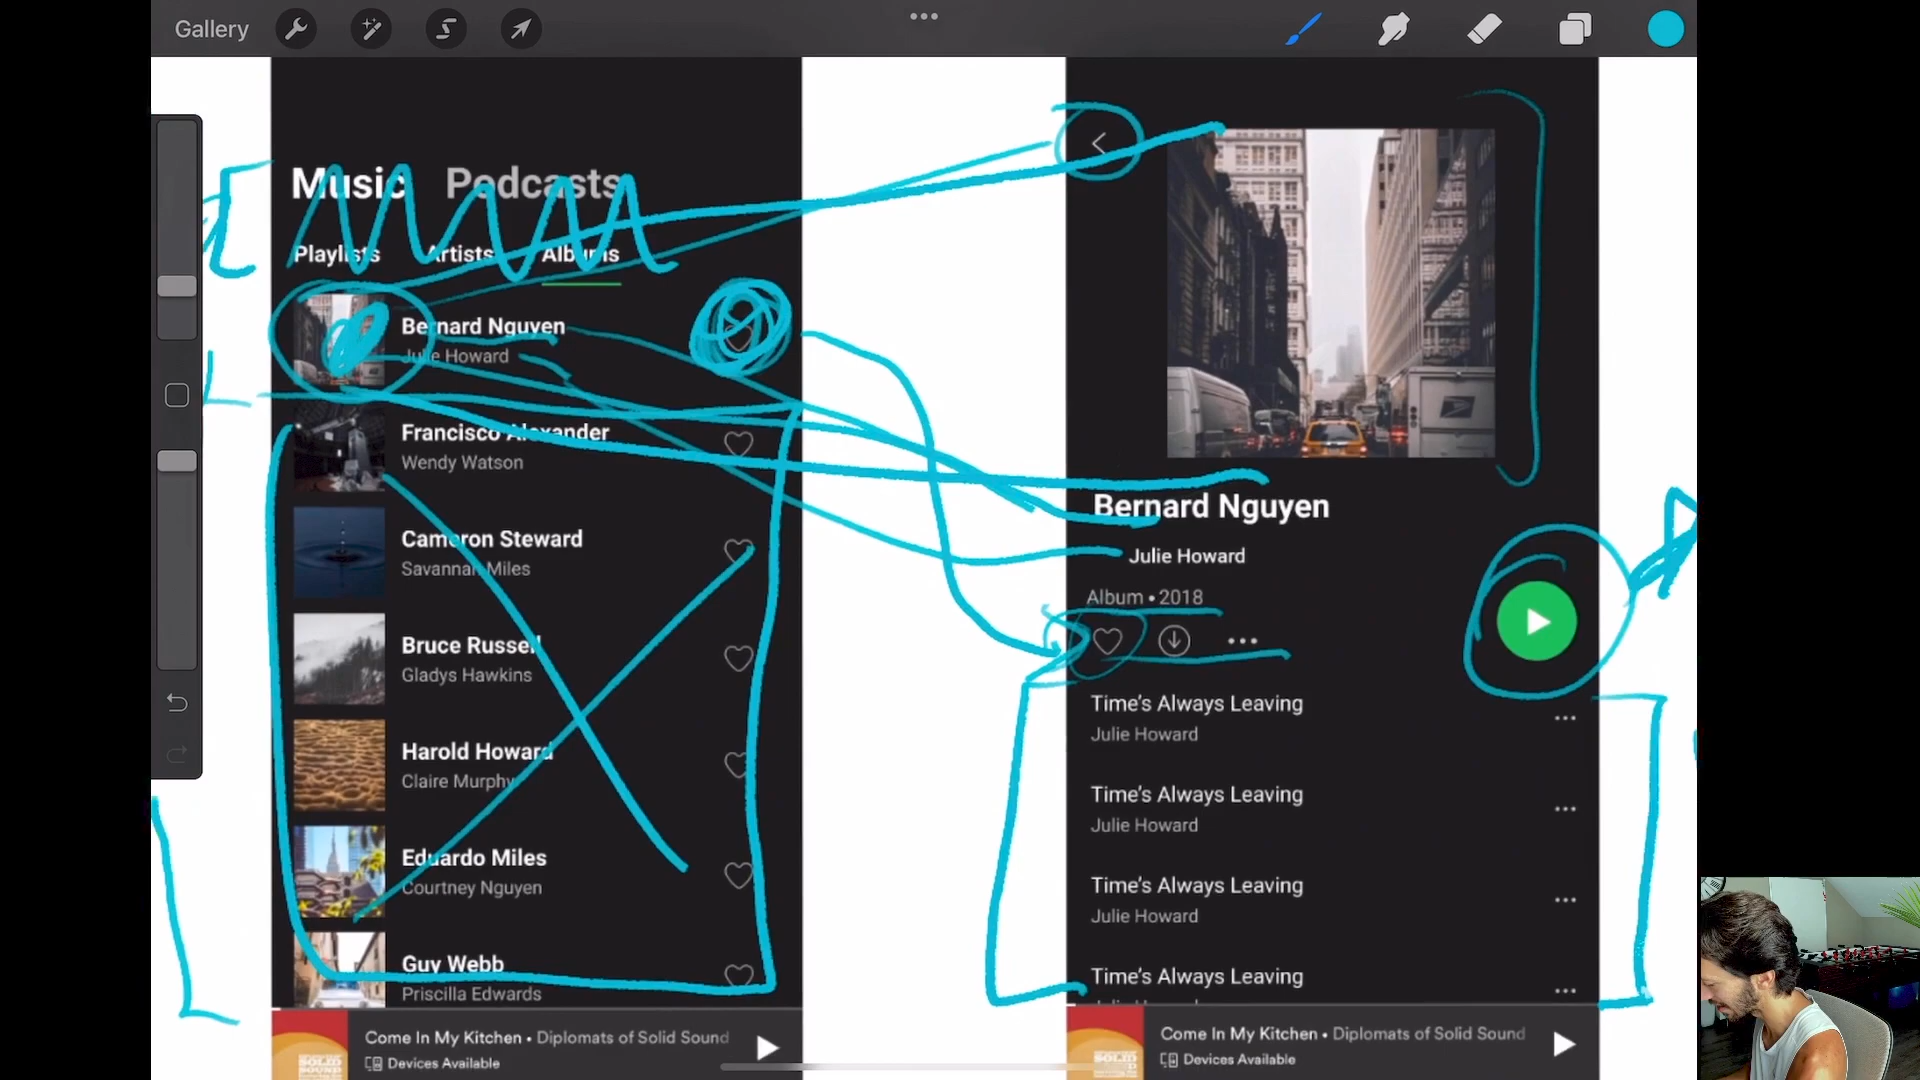 Gallery
Music Podcasts
Playlists Artists Albums
Bernard Nguyen
Julie Howard
Francisco Alexander
Wendy Watson
Cameron Steward
Savannah Miles
Bruce Russell
Gladys Hawkins
Harold Howard
Claire Murphy
Eduardo Miles
Courtney Nguyen
Guy Webb
Priscilla Edwards
Come In My Kitchen • Diplomats of Solid Sound
Devices Available
Bernard Nguyen
Julie Howard
Album • 2018
Time's Always Leaving
Julie Howard
Time's Always Leaving
Julie Howard
Time's Always Leaving
Julie Howard
Time's Always Leaving
Come In My Kitchen • Diplomats of Solid Sound
Devices Available